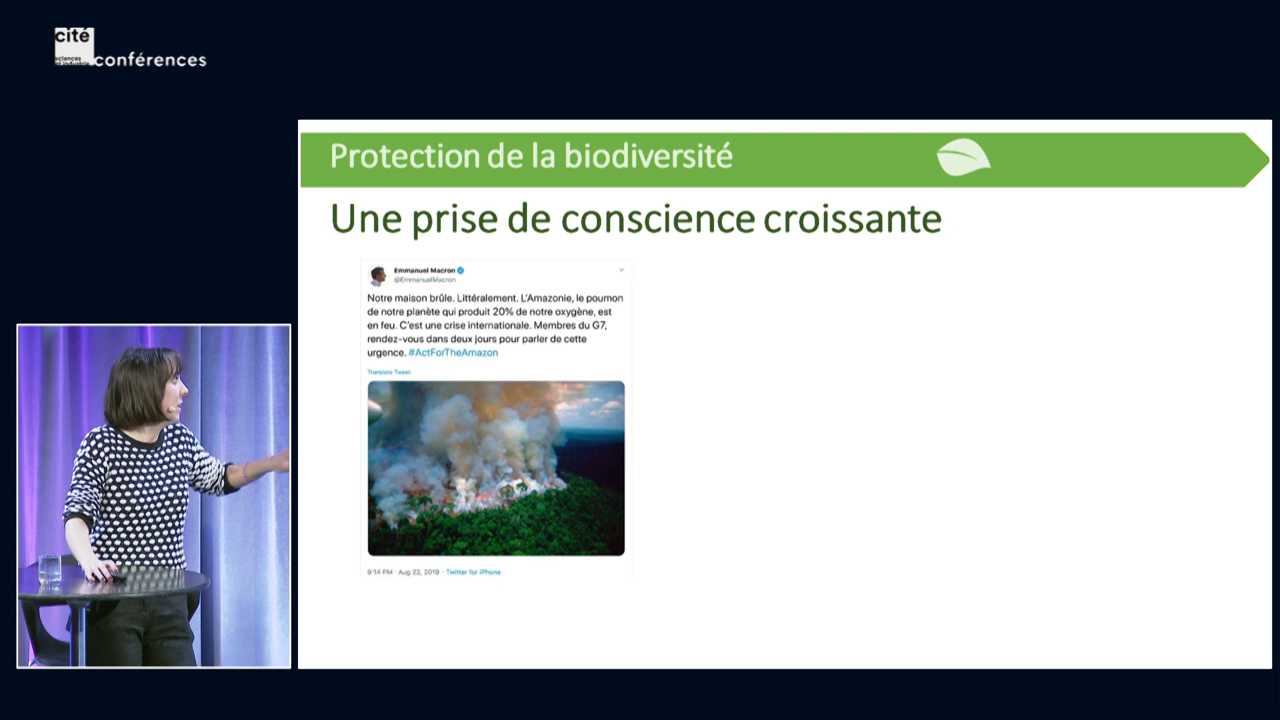 cité
sciences
et industrie
conférences
Protection de la biodiversité
Une prise de conscience croissante
Emmanuel Macron
@EmmanuelMacron
Notre maison brûle. Littéralement. L'Amazonie, le poumon
de notre planète qui produit 20% de notre oxygène, est
en feu. C'est une crise internationale. Membres du G7,
rendez-vous dans deux jours pour parler de cette
urgence. #ActForTheAmazon
Translate Tweet
9:14 PM · Aug 22, 2019 · Twitter for iPhone